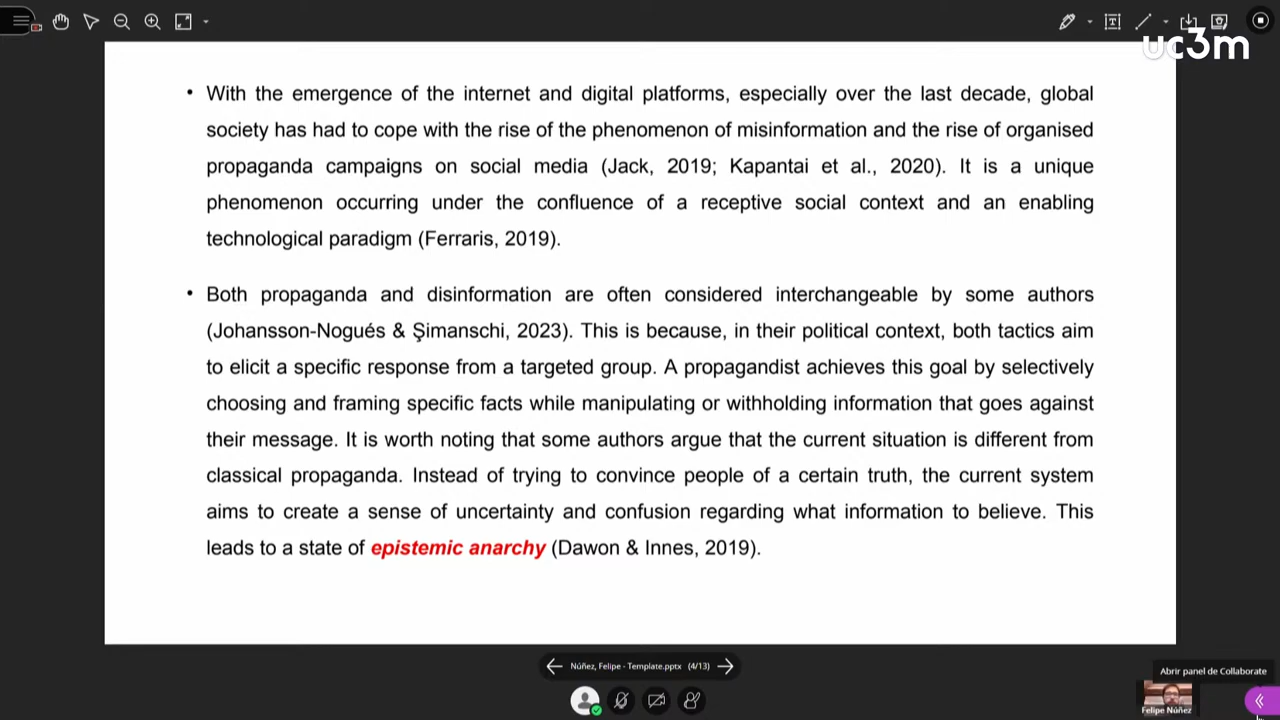 uc3m
• With the emergence of the internet and digital platforms, especially over the last decade, global
society has had to cope with the rise of the phenomenon of misinformation and the rise of organised
propaganda campaigns on social media (Jack, 2019; Kapantai et al., 2020). It is a unique
phenomenon occurring under the confluence of a receptive social context and an enabling
technological paradigm (Ferraris, 2019).
• Both propaganda and disinformation are often considered interchangeable by some authors
(Johansson-Nogués & Şimanschi, 2023). This is because, in their political context, both tactics aim
to elicit a specific response from a targeted group. A propagandist achieves this goal by selectively
choosing and framing specific facts while manipulating or withholding information that goes against
their message. It is worth noting that some authors argue that the current situation is different from
classical propaganda. Instead of trying to convince people of a certain truth, the current system
aims to create a sense of uncertainty and confusion regarding what information to believe. This
leads to a state of epistemic anarchy (Dawon & Innes, 2019).
Núñez, Felipe - Template.pptx (4/13)
Abrir panel de Collaborate
Felipe Núñez